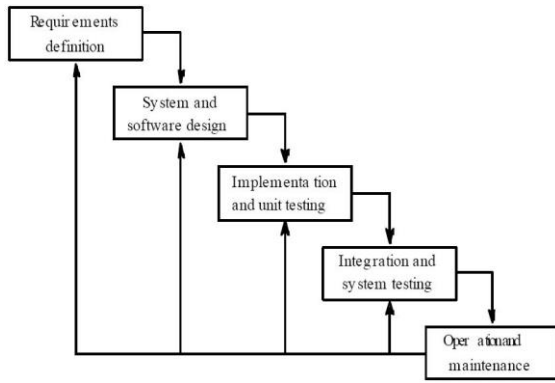 Requirements
definition
System and
software design
Implementa tion
and unit testing
Integration and
system testing
Oper ationand
maintenance